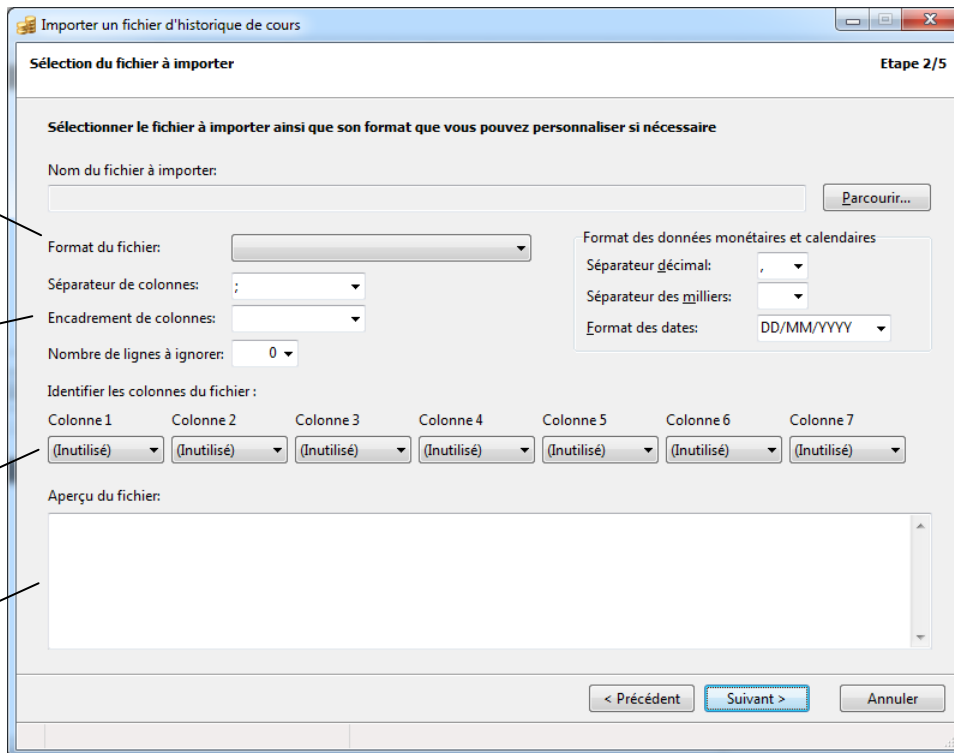 Importer un fichier d'historique de cours
Sélection du fichier à importer Etape 2/5
Sélectionner le fichier à importer ainsi que son format que vous pouvez personnaliser si nécessaire
Nom du fichier à importer:
Parcourir...
Format du fichier:
Séparateur de colonnes: ;
Encadrement de colonnes:
Nombre de lignes à ignorer: 0
Format des données monétaires et calendaires
Séparateur décimal: ,
Séparateur des milliers:
Format des dates: DD/MM/YYYY
Identifier les colonnes du fichier :
Colonne 1 Colonne 2 Colonne 3 Colonne 4 Colonne 5 Colonne 6 Colonne 7
(Inutilisé) (Inutilisé) (Inutilisé) (Inutilisé) (Inutilisé) (Inutilisé) (Inutilisé)
Aperçu du fichier:
< Précédent Suivant > Annuler